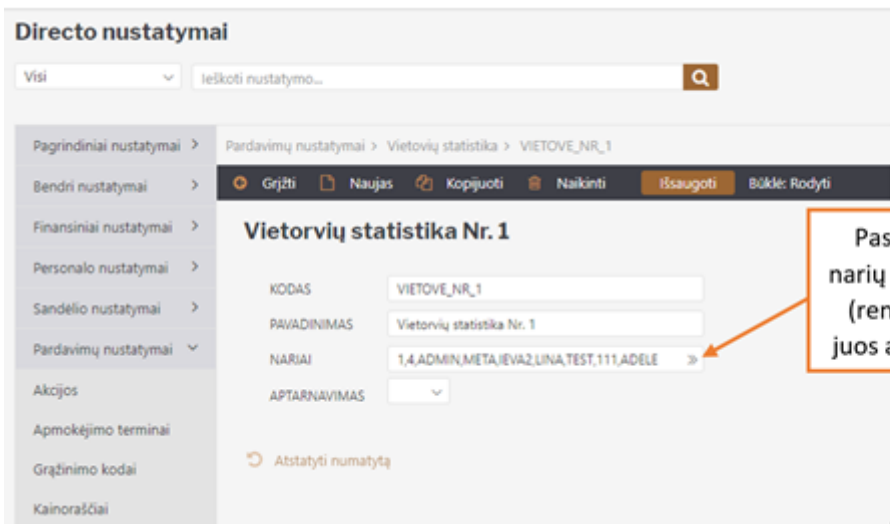 Directo nustatymai
Visi
Ieškoti nustatymo...
Pagrindiniai nustatymai
Bendri nustatymai
Finansiniai nustatymai
Personalo nustatymai
Sandėlio nustatymai
Pardavimų nustatymai
Akcijos
Apmokėjimo terminai
Grąžinimo kodai
Kainoraščiai
Pardavimų nustatymai > Vietovių statistika > VIETOVE_NR_1
Grįžti Naujas Kopijuoti Naikinti Išsaugoti Būklė: Rodyti
Vietorvių statistika Nr. 1
KODAS VIETOVE_NR_1
PAVADINIMAS Vietorvių statistika Nr. 1
NARIAI 1,4,ADMIN,META,IEVA2,LINA,TEST,111,ADELE
APTARNAVIMAS
Atstatyti numatytą
Pas
narių
(ren
juos a